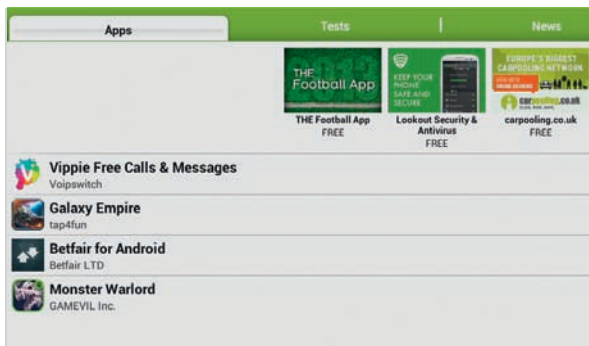 Apps
Tests
News
THE
Football App
KEEP YOUR
PHONE
SAFE AND
SECURE
EUROPE'S BIGGEST
CARPOOLING NETWORK
carpooling.co.uk
THE Football App
FREE
Lookout Security &
Antivirus
FREE
carpooling.co.uk
FREE
Vippie Free Calls & Messages
Voipswitch
Galaxy Empire
tap4fun
Betfair for Android
Betfair LTD
Monster Warlord
GAMEVIL Inc.